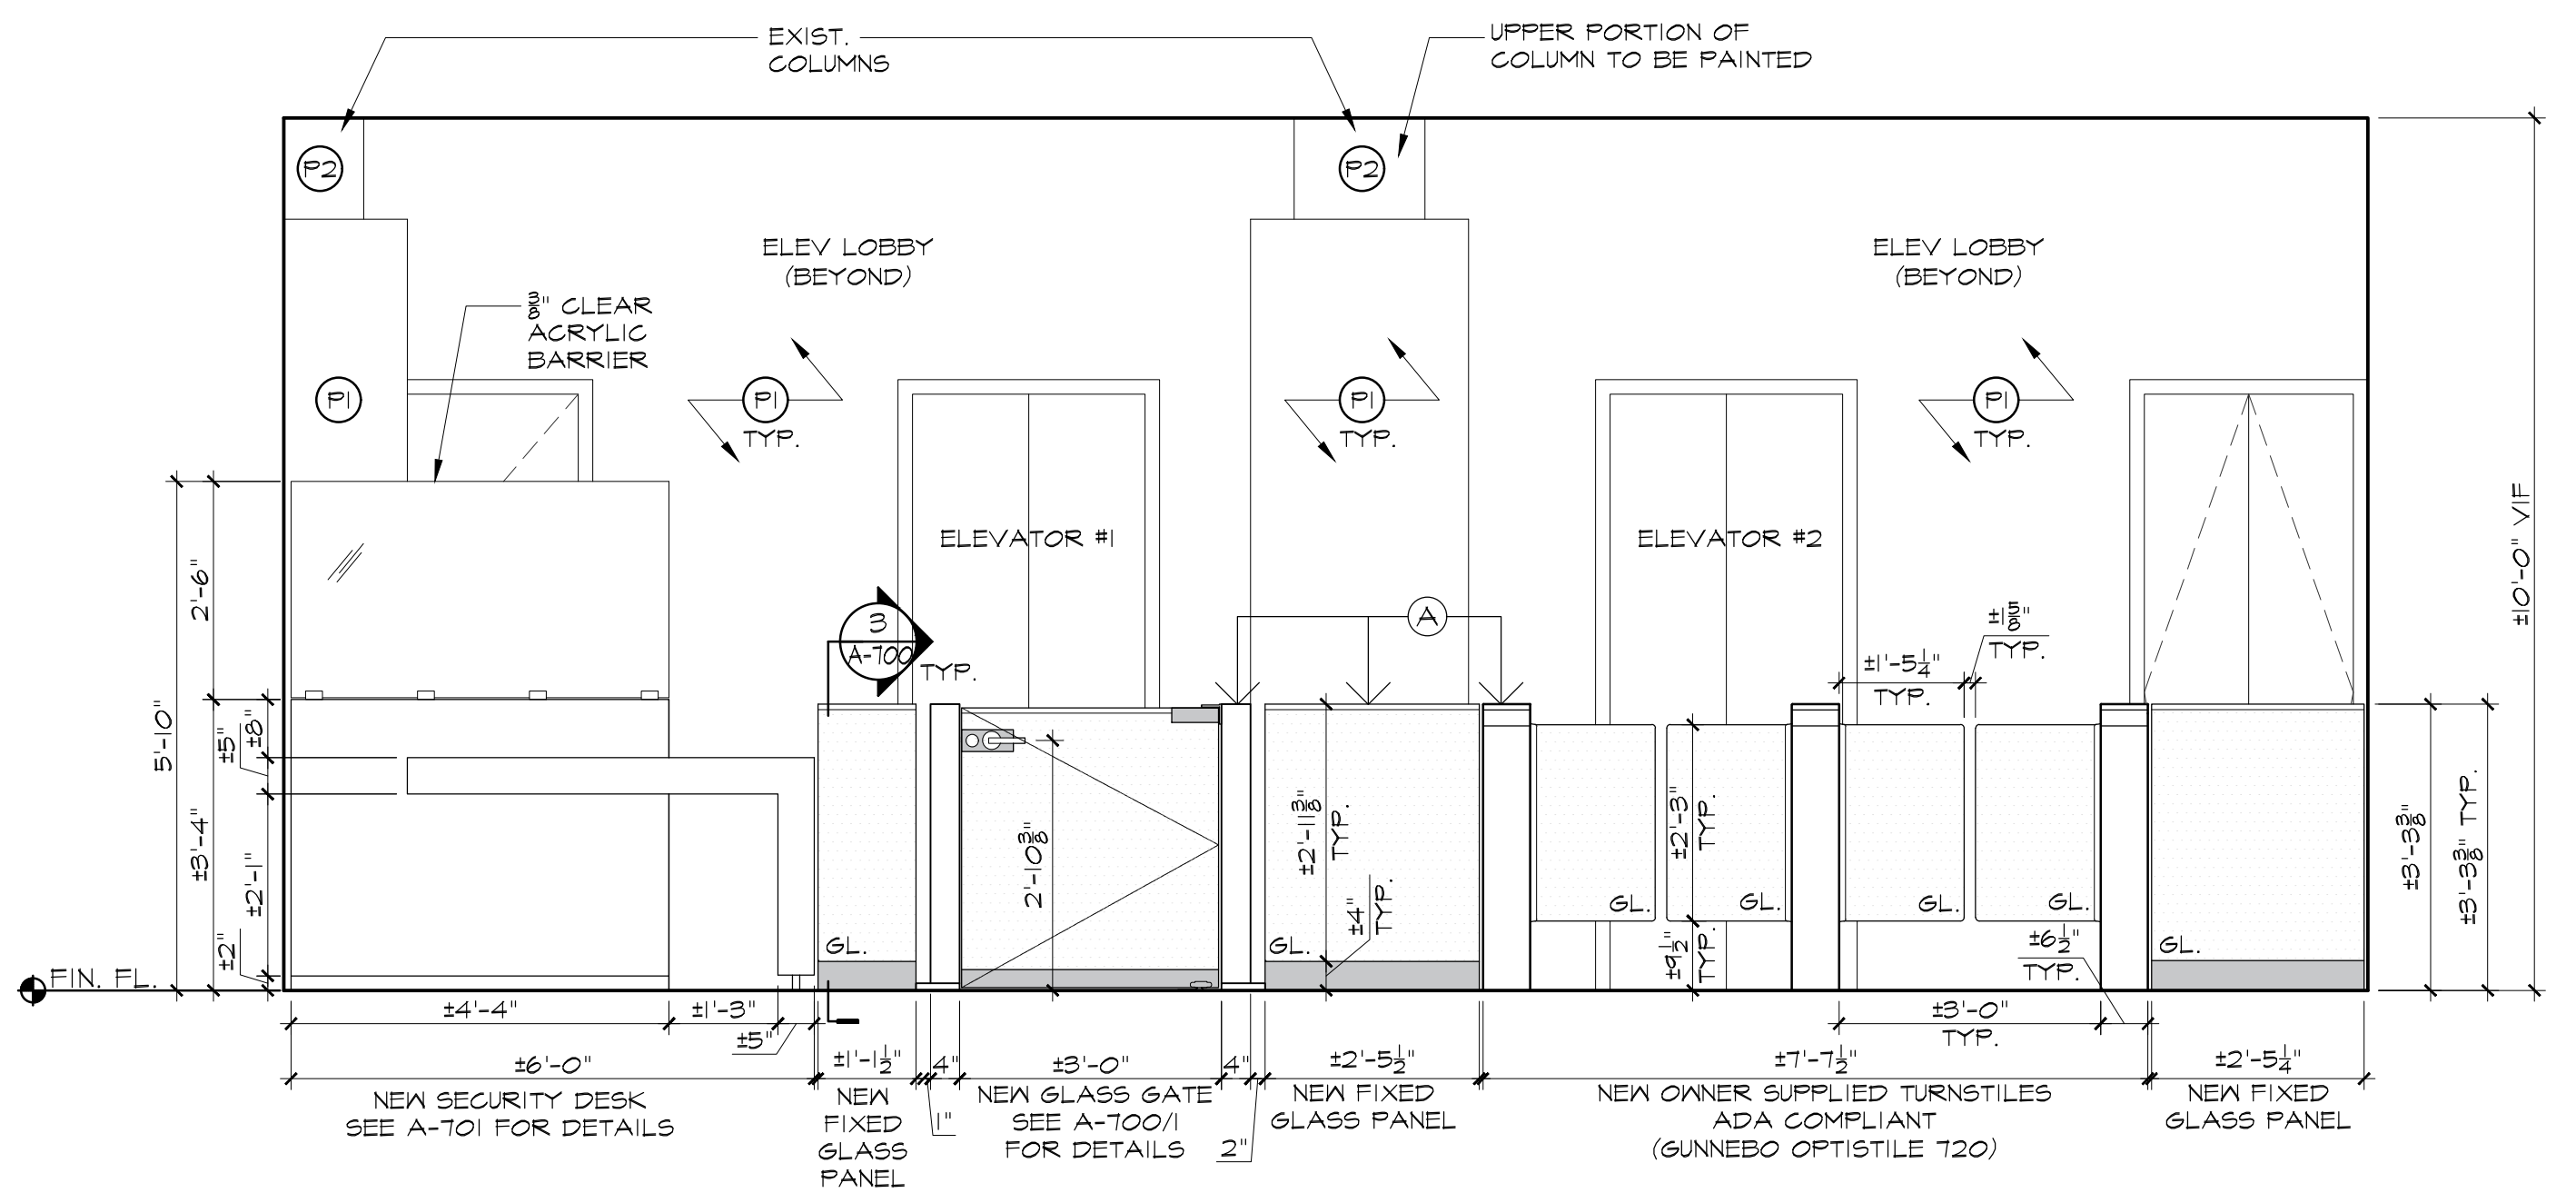 EXIST.
COLUMNS
UPPER PORTION OF
COLUMN TO BE PAINTED
P2
P2
ELEV LOBBY
(BEYOND)
ELEV LOBBY
(BEYOND)
3/8" CLEAR
ACRYLIC
BARRIER
P1
P1
TYP.
P1
TYP.
P1
TYP.
ELEVATOR #1
ELEVATOR #2
±10'-0" VIF
5'-10"
2'-6"
±3'-4"
±8"
±5"
±2'-1"
±2"
3
A-700
TYP.
A
±1 5/8"
TYP.
±1'-5 1/4"
TYP.
2'-10 3/8"
±2'-11 3/8"
TYP.
±4"
TYP.
±2'-3"
TYP.
±9 1/2"
TYP.
±3'-3 3/8"
±3'-3 3/8" TYP.
GL.
GL.
GL.
GL.
GL.
GL.
GL.
±6 1/2"
TYP.
FIN. FL.
±4'-4"
±1'-3"
±5"
±3'-0"
TYP.
±6'-0"
NEW SECURITY DESK
SEE A-701 FOR DETAILS
±1'-1 1/2"
NEW
FIXED
GLASS
PANEL
4"
1"
±3'-0"
NEW GLASS GATE
SEE A-700/1
FOR DETAILS
4"
2"
±2'-5 1/2"
NEW FIXED
GLASS PANEL
±7'-7 1/2"
NEW OWNER SUPPLIED TURNSTILES
ADA COMPLIANT
(GUNNEBO OPTISTILE 720)
±2'-5 1/4"
NEW FIXED
GLASS PANEL